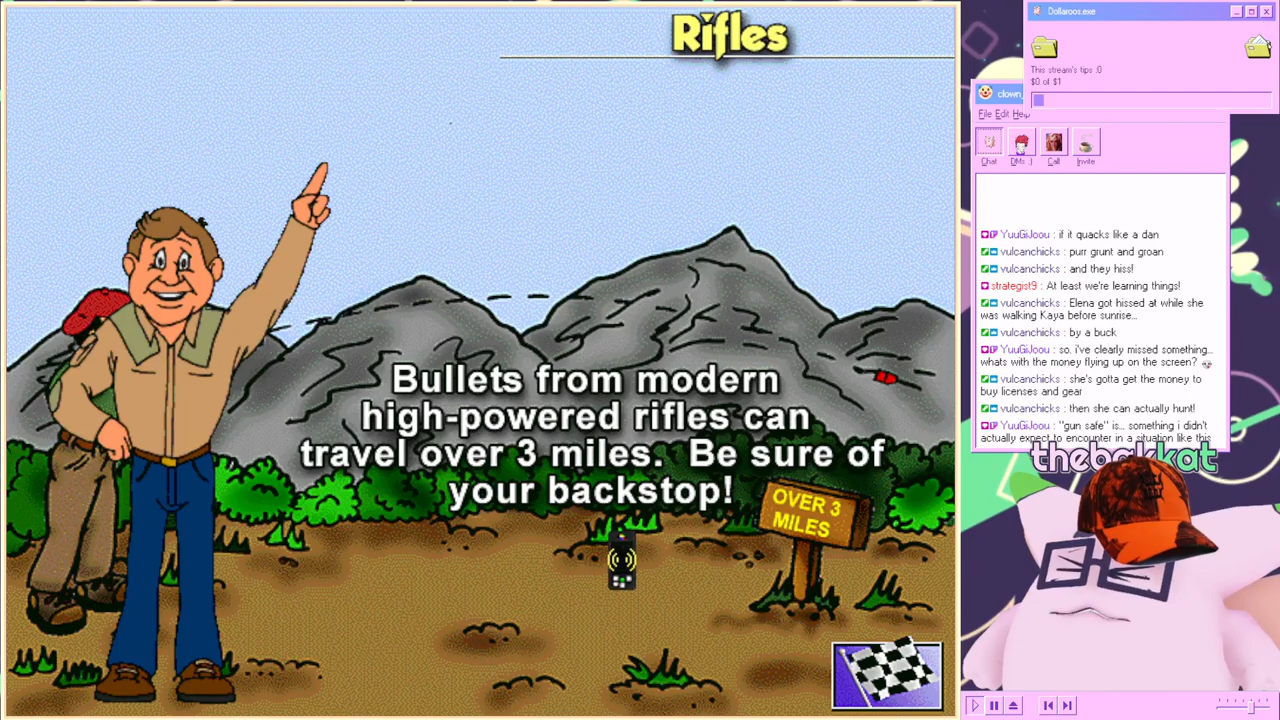 Rifles
Bullets from modern
high-powered rifles can
travel over 3 miles. Be sure of
your backstop!
OVER 3
MILES
Dollaroos.exe
This stream's tips :0
$0 of $1
clown_
File Edit Help
Chat
DMs :)
Call
Invite
YuuGiJoou : if it quacks like a dan
vulcanchicks : purr grunt and groan
vulcanchicks : and they hiss!
strategist9 : At least we're learning things!
vulcanchicks : Elena got hissed at while she
was walking Kaya before sunrise...
vulcanchicks : by a buck
YuuGiJoou : so. i've clearly missed something...
whats with the money flying up on the screen?
vulcanchicks : she's gotta get the money to
buy licenses and gear
vulcanchicks : then she can actually hunt!
YuuGiJoou : "gun safe" is... something i didn't
actually expect to encounter in a situation like this
thebakkat